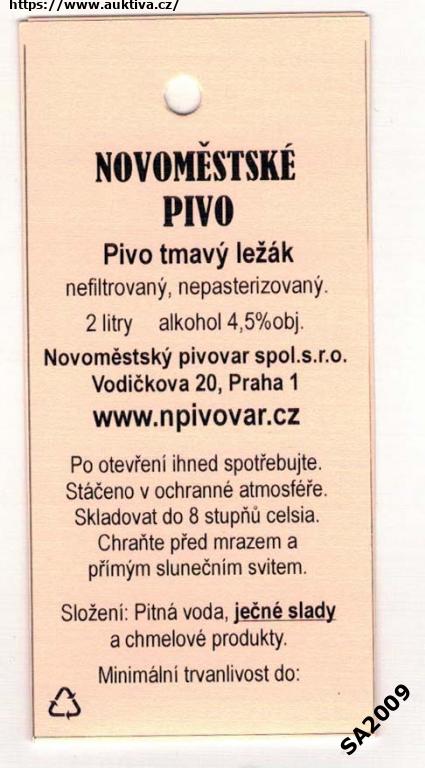 https://www.auktiva.cz/
NOVOMĚSTSKÉ
PIVO
Pivo tmavý ležák
nefiltrovaný, nepasterizovaný.
2 litry alkohol 4,5%obj.
Novoměstský pivovar spol.s.r.o.
Vodičkova 20, Praha 1
www.npivovar.cz
Po otevření ihned spotřebujte.
Stáčeno v ochranné atmosféře.
Skladovat do 8 stupňů celsia.
Chraňte před mrazem a
přímým slunečním svitem.
Složení: Pitná voda, ječné slady
a chmelové produkty.
Minimální trvanlivost do:
SA2009